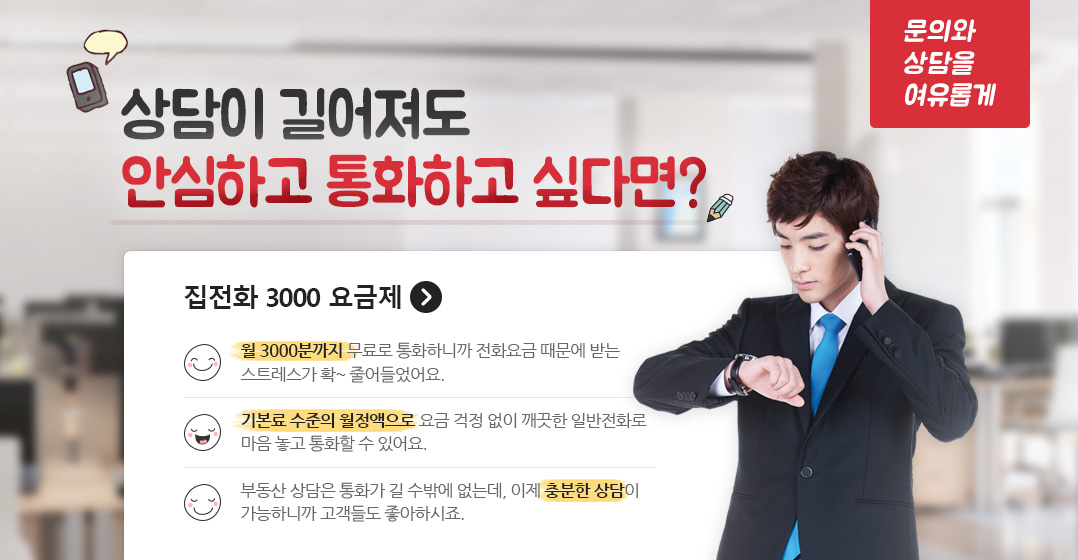 문의와
상담을
여유롭게
상담이 길어져도
안심하고 통화하고 싶다면?
집전화 3000 요금제
월 3000분까지 무료로 통화하니까 전화요금 때문에 받는
스트레스가 확~ 줄어들었어요.
기본료 수준의 월정액으로 요금 걱정 없이 깨끗한 일반전화로
마음 놓고 통화할 수 있어요.
부동산 상담은 통화가 길 수밖에 없는데, 이제 충분한 상담이
가능하니까 고객들도 좋아하시죠.